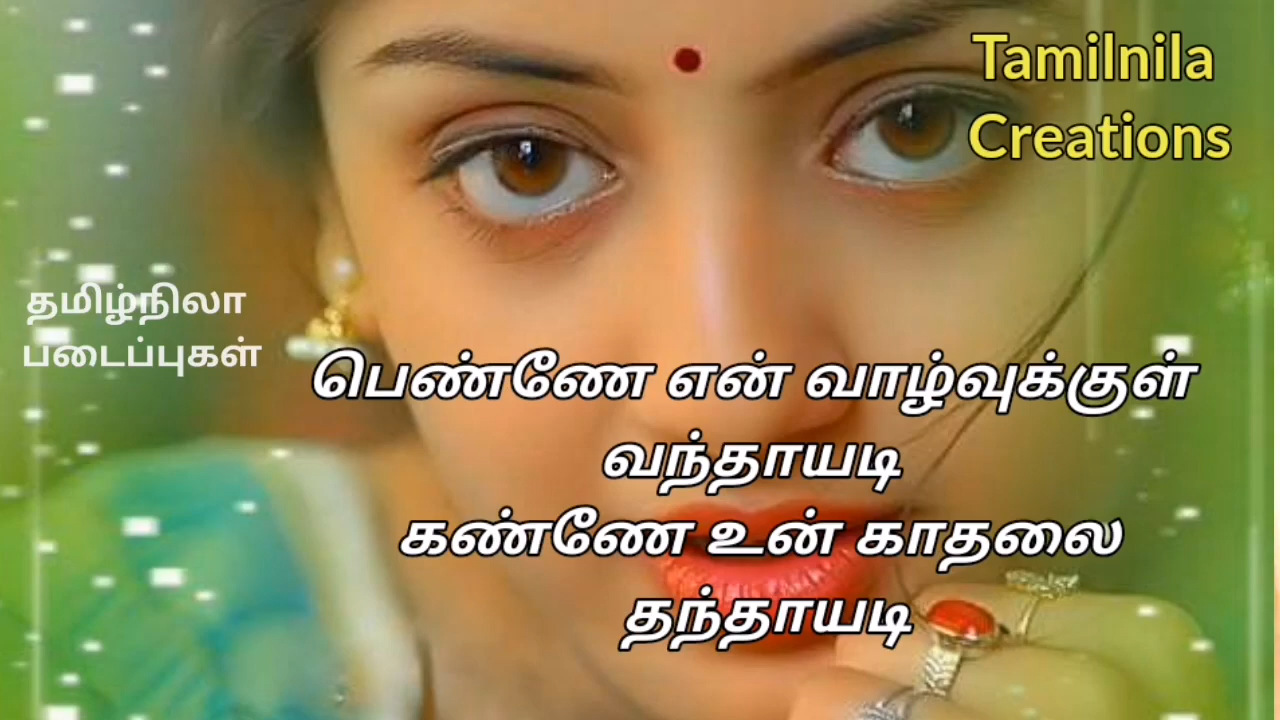 Tamilnila
Creations
தமிழ்நிலா
படைப்புகள்
பெண்ணே என் வாழ்வுக்குள்
வந்தாயடி
கண்ணே உன் காதலை
தந்தாயடி